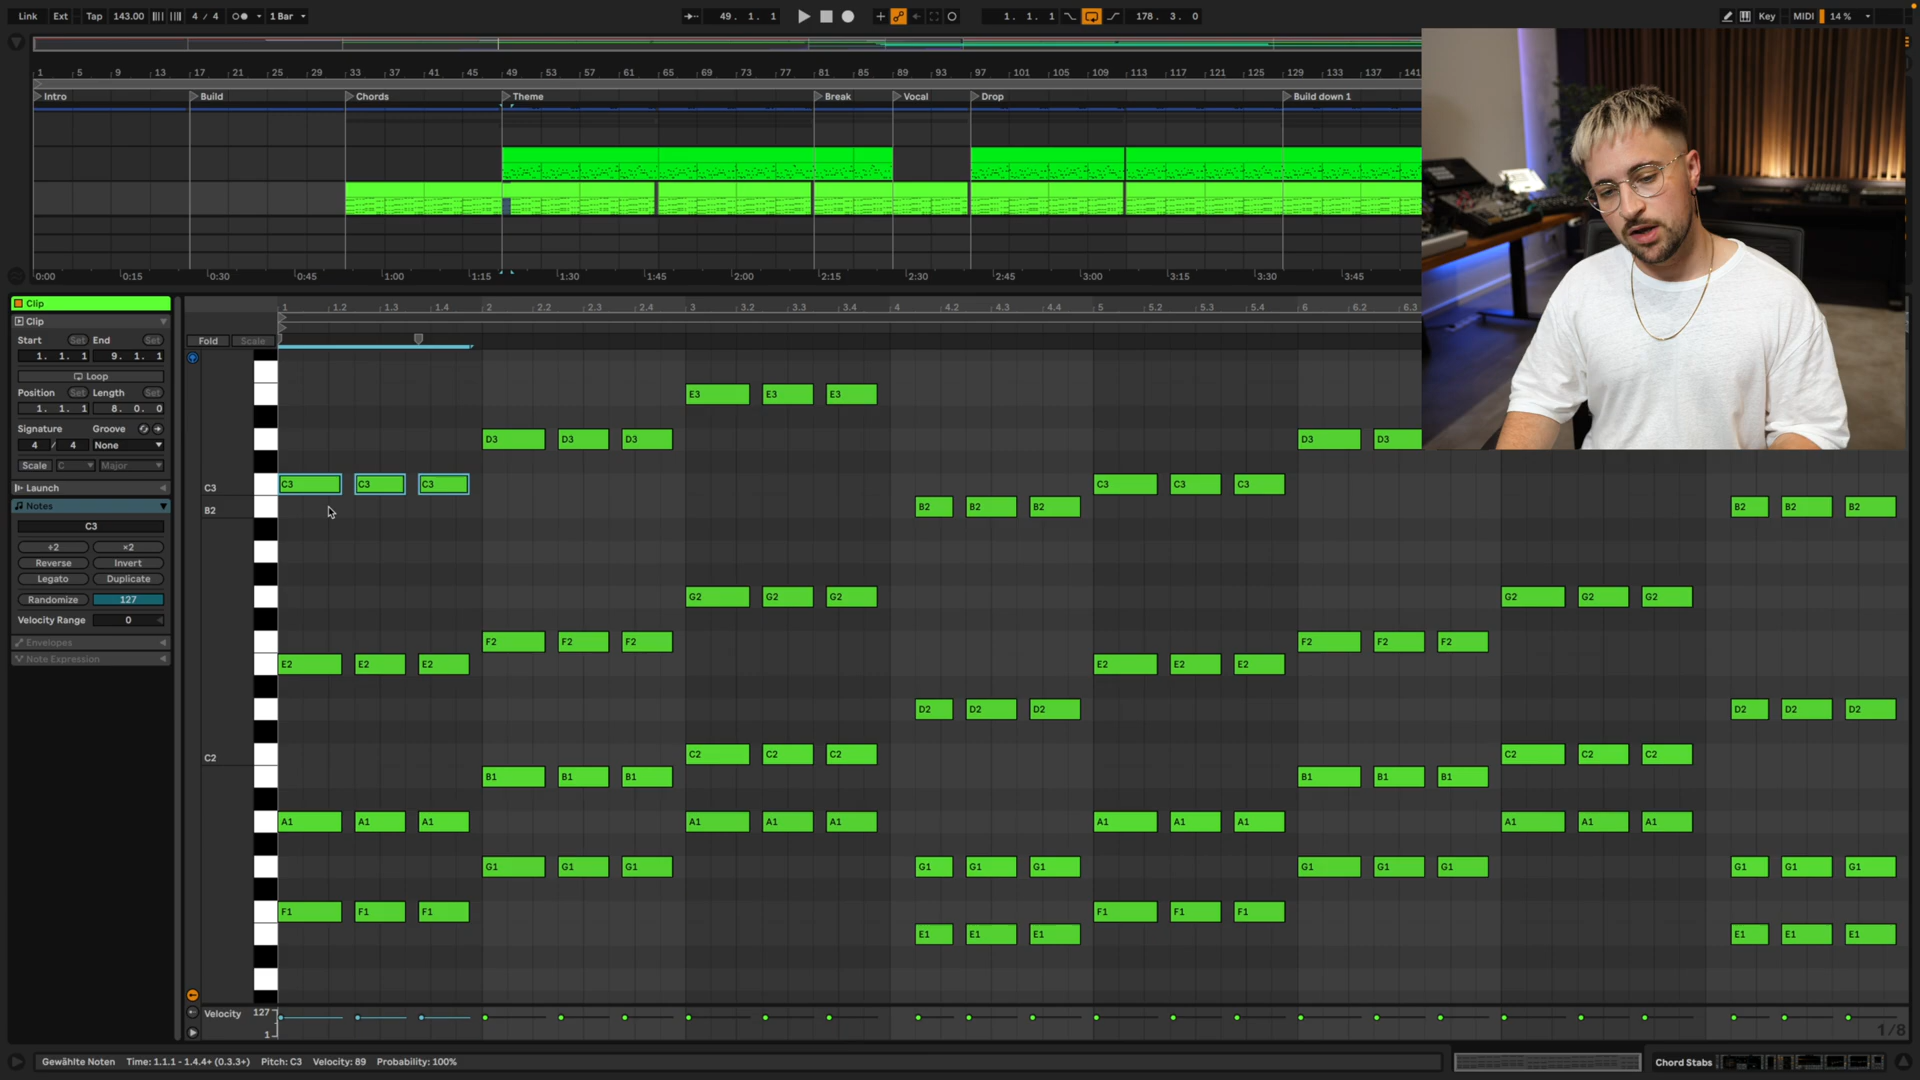 Link Ext Tap 143.00 4 / 4 1 Bar 49. 1. 1 1. 1. 1 178. 3. 0 Key MIDI 14 %
1 5 9 13 17 21 25 29 33 37 41 45 49 53 57 61 65 69 73 77 81 85 89 93 97 101 105 109 113 117 121 125 129 133 137 141
Intro Build Chords Theme Break Vocal Drop Build down 1
0:00 0:15 0:30 0:45 1:00 1:15 1:30 1:45 2:00 2:15 2:30 2:45 3:00 3:15 3:30 3:45
Clip
1 1.2 1.3 1.4 2 2.2 2.3 2.4 3 3.2 3.3 3.4 4 4.2 4.3 4.4 5 5.2 5.3 5.4 6 6.2 6.3
Clip
Start Set End Set
Fold Scale
1. 1. 1 9. 1. 1
Loop
Position Set Length Set
E3 E3 E3
1. 1. 1 8. 0. 0
Signature Groove
D3 D3 D3 D3 D3
4 / 4 None
Scale C Major
Launch
C3 C3 C3 C3 C3 C3 C3
Notes
B2 B2 B2 B2 B2 B2 B2
C3
÷2 ×2
Reverse Invert
Legato Duplicate
Randomize 127
G2 G2 G2 G2 G2 G2
Velocity Range 0
Envelopes
F2 F2 F2 F2 F2 F2
Note Expression
E2 E2 E2 E2 E2 E2
D2 D2 D2 D2 D2 D2
C2 C2 C2 C2 C2 C2 C2
B1 B1 B1 B1 B1 B1
A1 A1 A1 A1 A1 A1 A1 A1 A1 A1 A1 A1
G1 G1 G1 G1 G1 G1 G1 G1 G1 G1 G1 G1
F1 F1 F1 F1 F1 F1
E1 E1 E1 E1 E1 E1
Velocity 127
1
1/8
Gewählte Noten Time: 1.1.1 - 1.4.4+ (0.3.3+) Pitch: C3 Velocity: 89 Probability: 100%
Chord Stabs